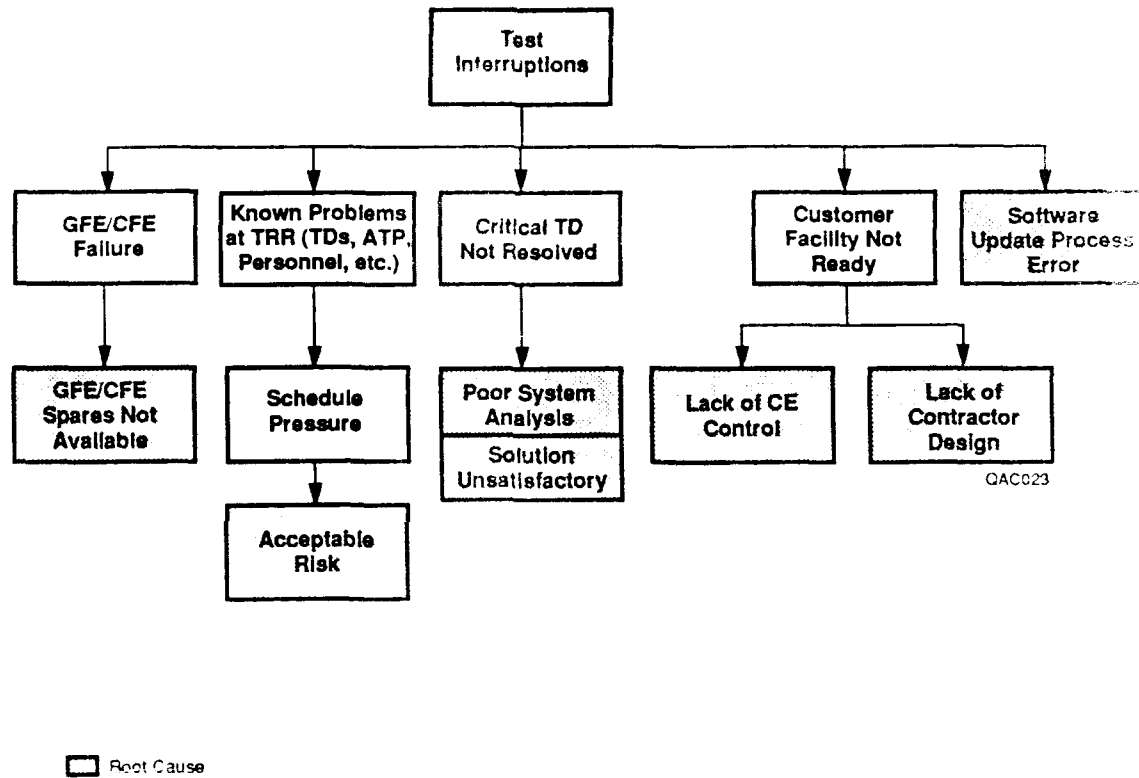 Test
Interruptions
GFE/CFE
Failure
Known Problems
at TRR (TDs, ATP,
Personnel, etc.)
Critical TD
Not Resolved
Customer
Facility Not
Ready
Software
Update Process
Error
GFE/CFE
Spares Not
Available
Schedule
Pressure
Poor System
Analysis
Solution
Unsatisfactory
Lack of CE
Control
Lack of
Contractor
Design
QAC023
Acceptable
Risk
Root Cause